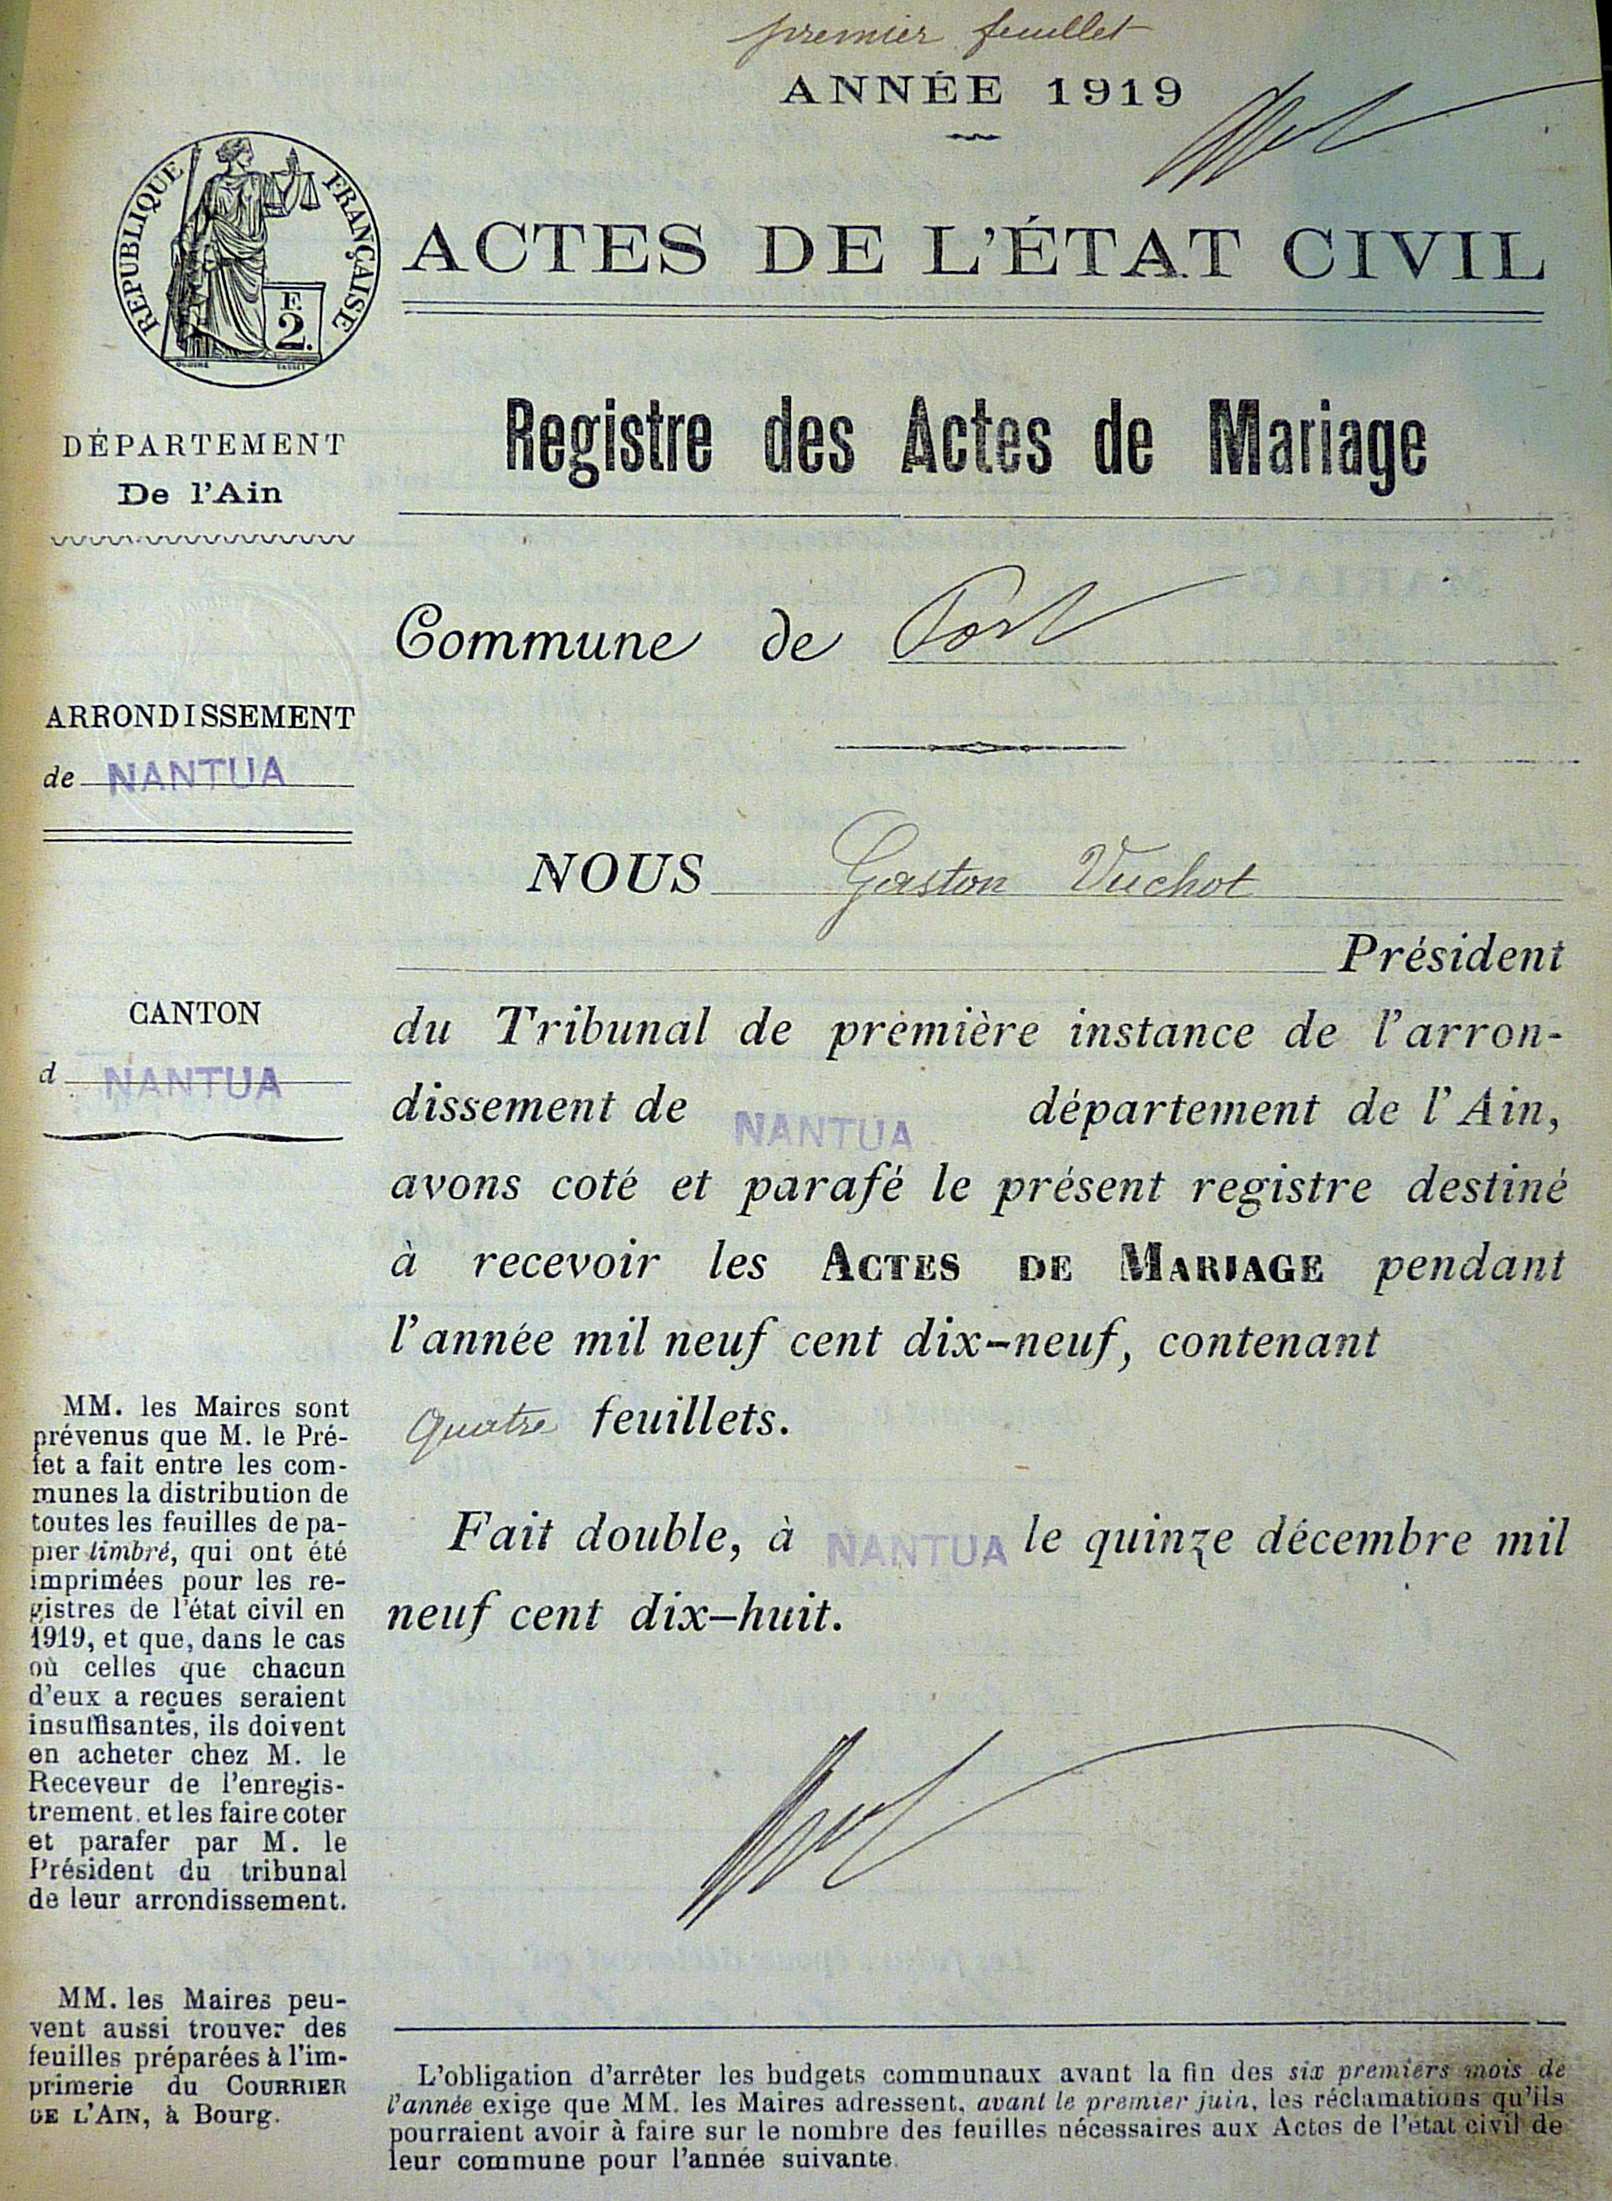 premier feuillet
ANNÉE 1919
RÉPUBLIQUE FRANÇAISE
F.
2.
ACTES DE L'ÉTAT CIVIL
Registre des Actes de Mariage
DÉPARTEMENT
De l'Ain
Commune de Port
ARRONDISSEMENT
de NANTUA
NOUS Gaston Vuchot
Président
CANTON
d NANTUA
du Tribunal de première instance de l'arron-
dissement de NANTUA département de l'Ain,
avons coté et parafé le présent registre destiné
à recevoir les ACTES DE MARIAGE pendant
l'année mil neuf cent dix-neuf, contenant
quatre feuillets.
Fait double, à NANTUA le quinze décembre mil
neuf cent dix-huit.
MM. les Maires sont
prévenus que M. le Pré-
fet a fait entre les com-
munes la distribution de
toutes les feuilles de pa-
pier timbré, qui ont été
imprimées pour les re-
gistres de l'état civil en
1919, et que, dans le cas
où celles que chacun
d'eux a reçues seraient
insuffisantes, ils doivent
en acheter chez M. le
Receveur de l'enregis-
trement. et les faire coter
et parafer par M. le
Président du tribunal
de leur arrondissement.
MM. les Maires peu-
vent aussi trouver des
feuilles préparées à l'im-
primerie du COURRIER
DE L'AIN, à Bourg.
L'obligation d'arrêter les budgets communaux avant la fin des six premiers mois de
l'année exige que MM. les Maires adressent, avant le premier juin, les réclamations qu'ils
pourraient avoir à faire sur le nombre des feuilles nécessaires aux Actes de l'état civil de
leur commune pour l'année suivante.